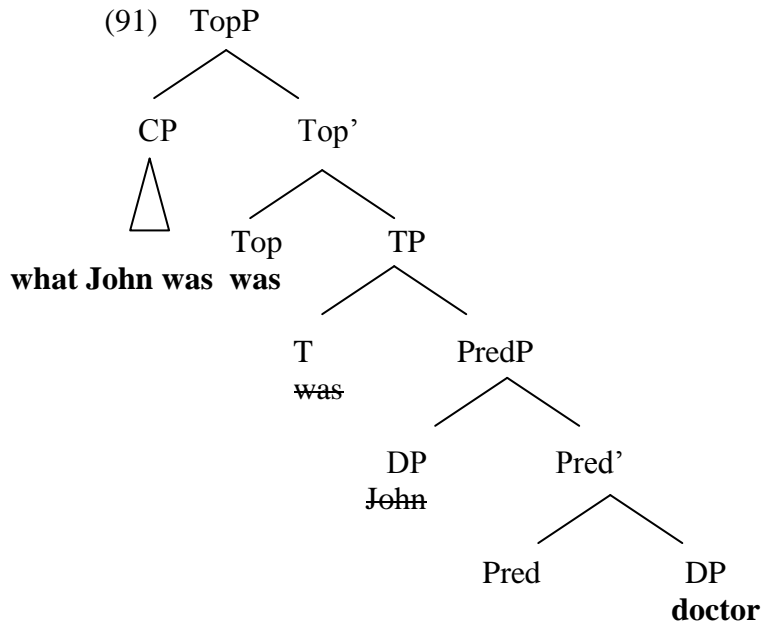 (91) TopP
CP Top’
Top TP
what John was was
T PredP
was
DP Pred’
John
Pred DP
doctor